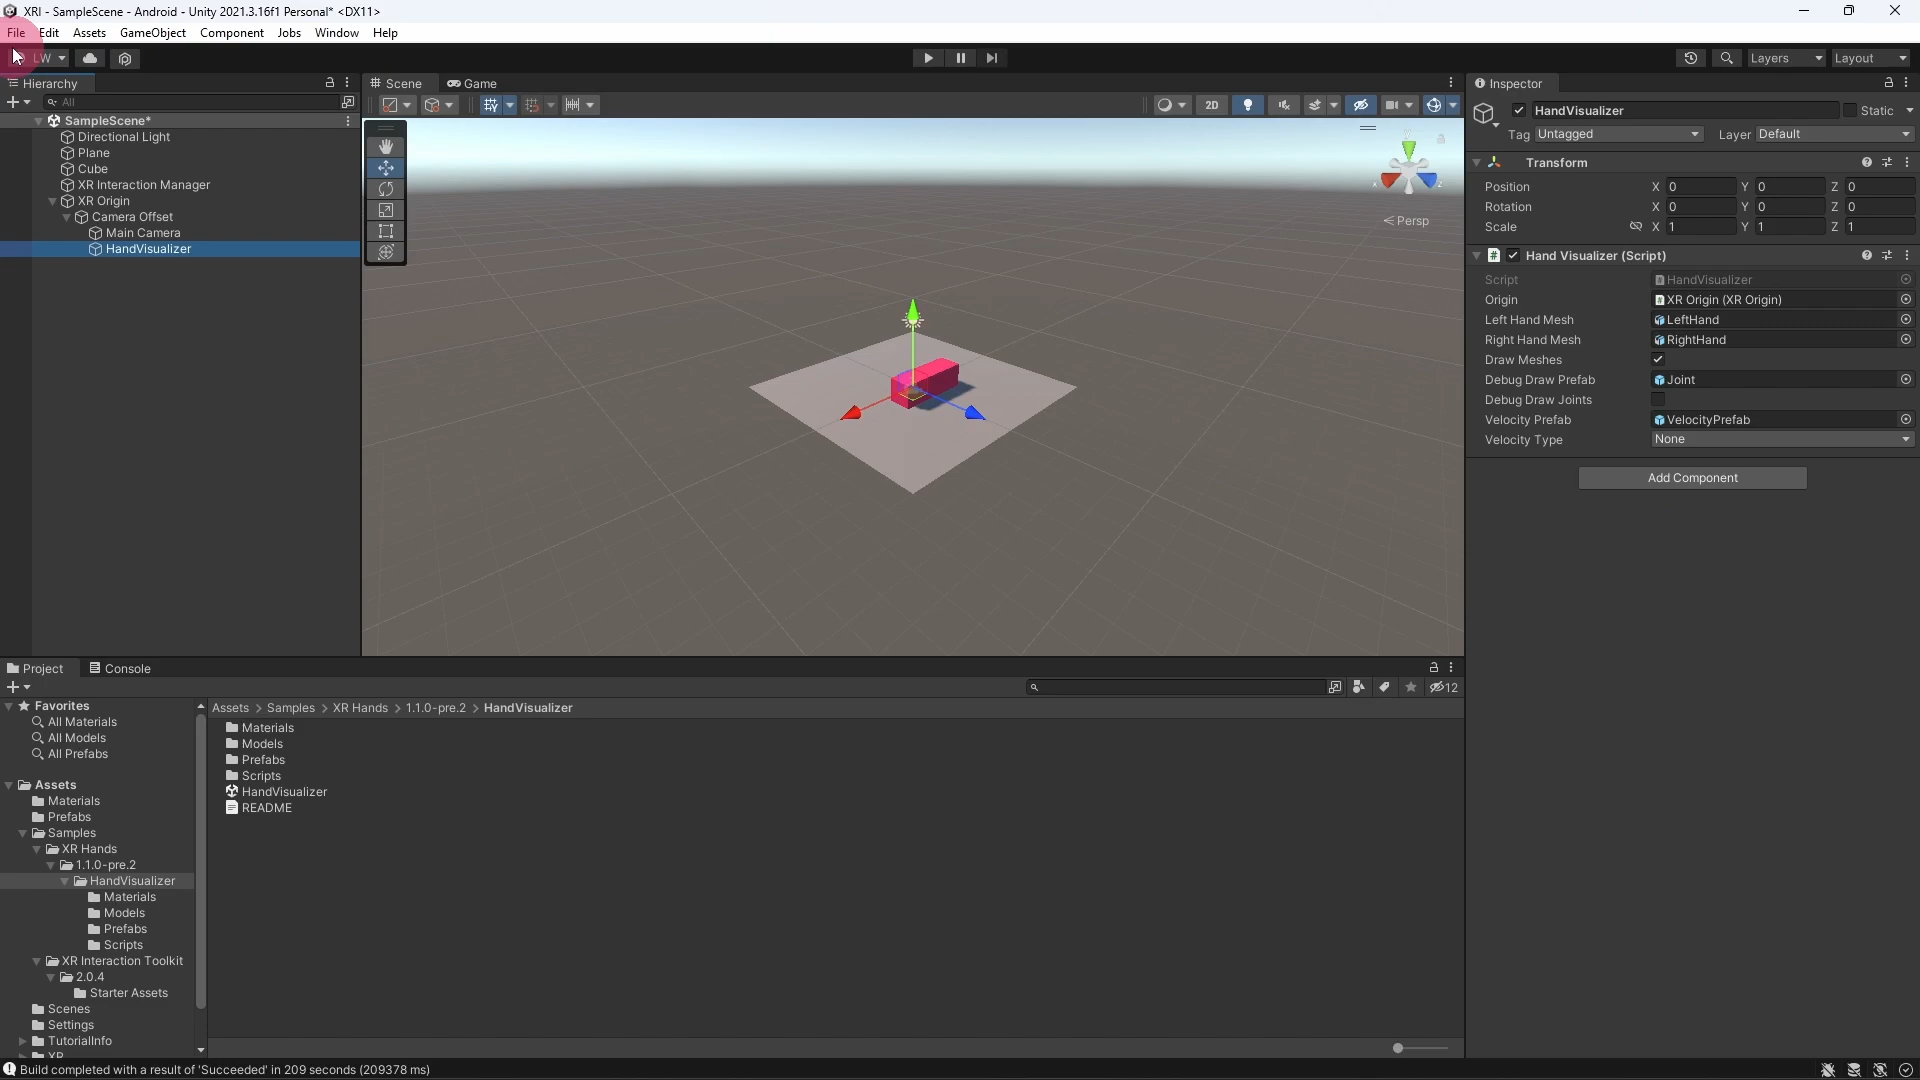 XRI - SampleScene - Android - Unity 2021.3.16f1 Personal* <DX11>
File Edit Assets GameObject Component Jobs Window Help
LW Layers Layout
Hierarchy
All
SampleScene*
Directional Light
Plane
Cube
XR Interaction Manager
XR Origin
Camera Offset
Main Camera
HandVisualizer
Scene Game
2D
Persp
Inspector
HandVisualizer Static
Tag Untagged Layer Default
Transform
Position X 0 Y 0 Z 0
Rotation X 0 Y 0 Z 0
Scale X 1 Y 1 Z 1
Hand Visualizer (Script)
Script HandVisualizer
Origin XR Origin (XR Origin)
Left Hand Mesh LeftHand
Right Hand Mesh RightHand
Draw Meshes
Debug Draw Prefab Joint
Debug Draw Joints
Velocity Prefab VelocityPrefab
Velocity Type None
Add Component
Project Console
12
Favorites
All Materials
All Models
All Prefabs
Assets
Materials
Prefabs
Samples
XR Hands
1.1.0-pre.2
HandVisualizer
Materials
Models
Prefabs
Scripts
XR Interaction Toolkit
2.0.4
Starter Assets
Scenes
Settings
TutorialInfo
XR
Assets > Samples > XR Hands > 1.1.0-pre.2 > HandVisualizer
Materials
Models
Prefabs
Scripts
HandVisualizer
README
Build completed with a result of 'Succeeded' in 209 seconds (209378 ms)